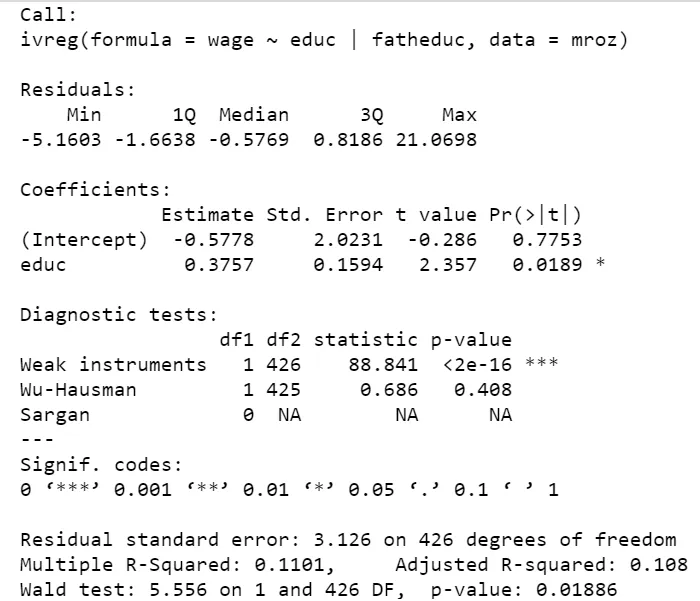 Call:
ivreg(formula = wage ~ educ | fatheduc, data = mroz)
Residuals:
    Min      1Q  Median      3Q     Max
-5.1603 -1.6638 -0.5769  0.8186 21.0698
Coefficients:
            Estimate Std. Error t value Pr(>|t|)
(Intercept)  -0.5778     2.0231  -0.286   0.7753
educ          0.3757     0.1594   2.357   0.0189 *
Diagnostic tests:
                 df1 df2 statistic p-value
Weak instruments   1 426    88.841  <2e-16 ***
Wu-Hausman         1 425     0.686   0.408
Sargan             0  NA        NA      NA
---
Signif. codes:
0 ‘***’ 0.001 ‘**’ 0.01 ‘*’ 0.05 ‘.’ 0.1 ‘ ’ 1
Residual standard error: 3.126 on 426 degrees of freedom
Multiple R-Squared: 0.1101,     Adjusted R-squared: 0.108
Wald test: 5.556 on 1 and 426 DF,  p-value: 0.01886